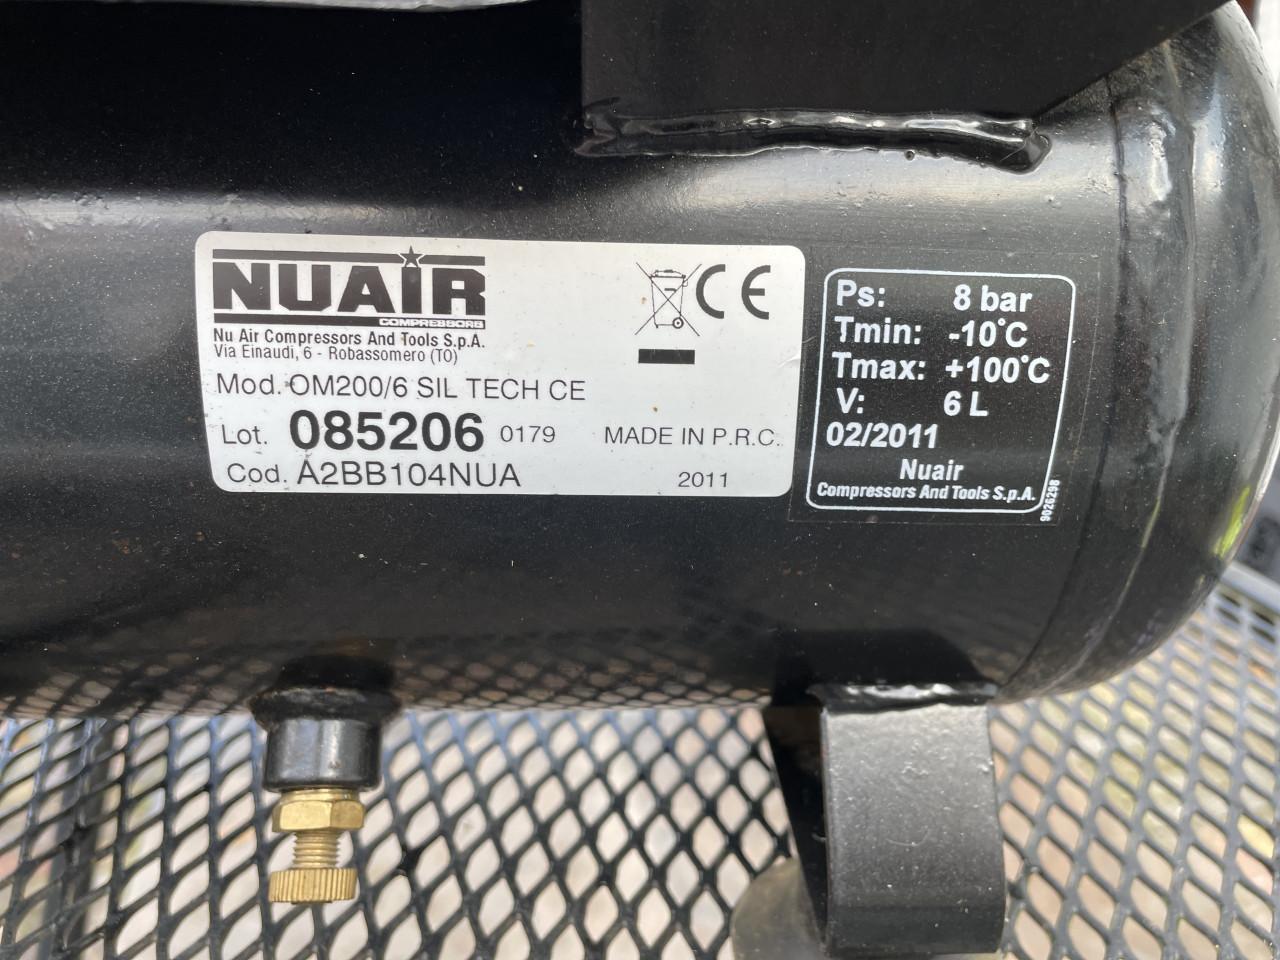 NUAIR
COMPRESSORS
Nu Air Compressors And Tools S.p.A.
Via Einaudi, 6 - Robassomero (TO)
CE
Mod. OM200/6 SIL TECH CE
Lot. 085206 0179 MADE IN P.R.C.
Cod. A2BB104NUA 2011
Ps: 8 bar
Tmin: -10°C
Tmax: +100°C
V: 6 L
02/2011
Nuair
Compressors And Tools S.p.A.
9026298